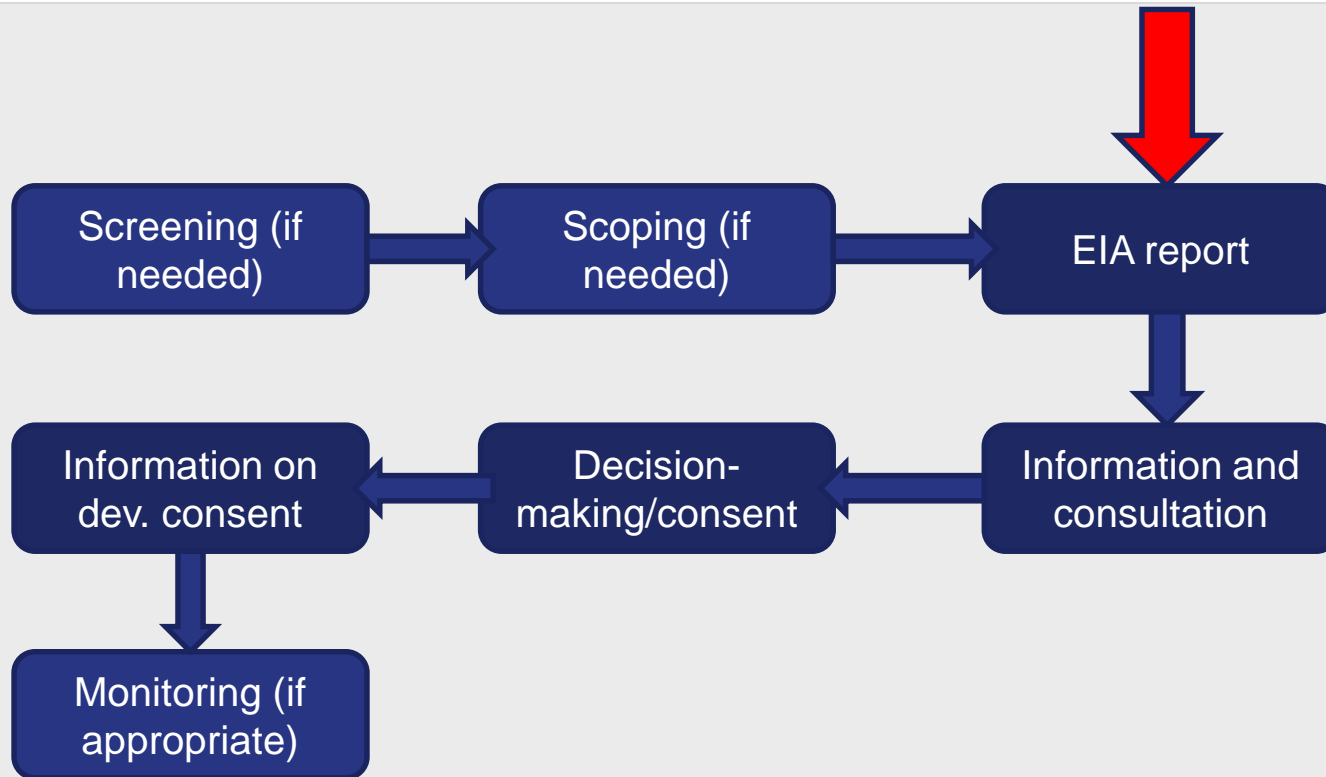 Screening (if
needed)
Scoping (if
needed)
EIA report
Information on
dev. consent
Decision-
making/consent
Information and
consultation
Monitoring (if
appropriate)